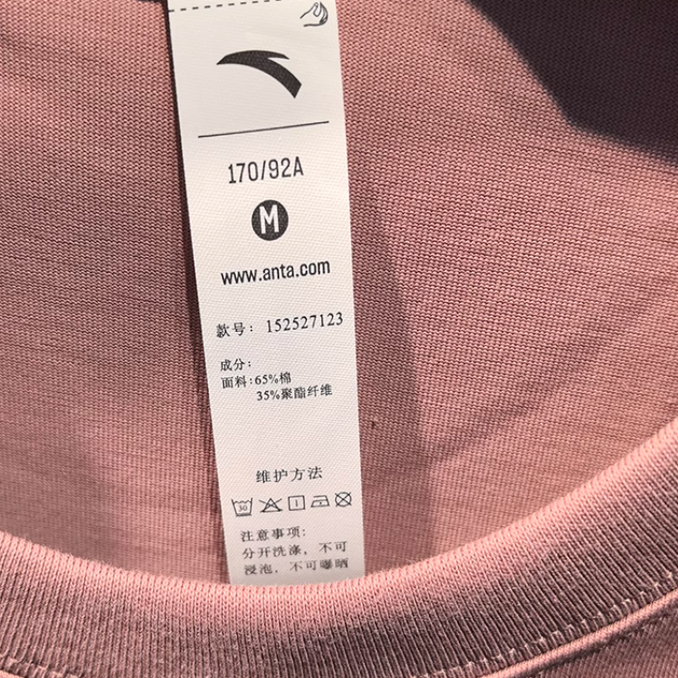 170/92A
M
www.anta.com
款号: 152527123
成分:
面料:65%棉
35%聚酯纤维
维护方法
30
注意事项:
分开洗涤, 不可
浸泡, 不可曝晒